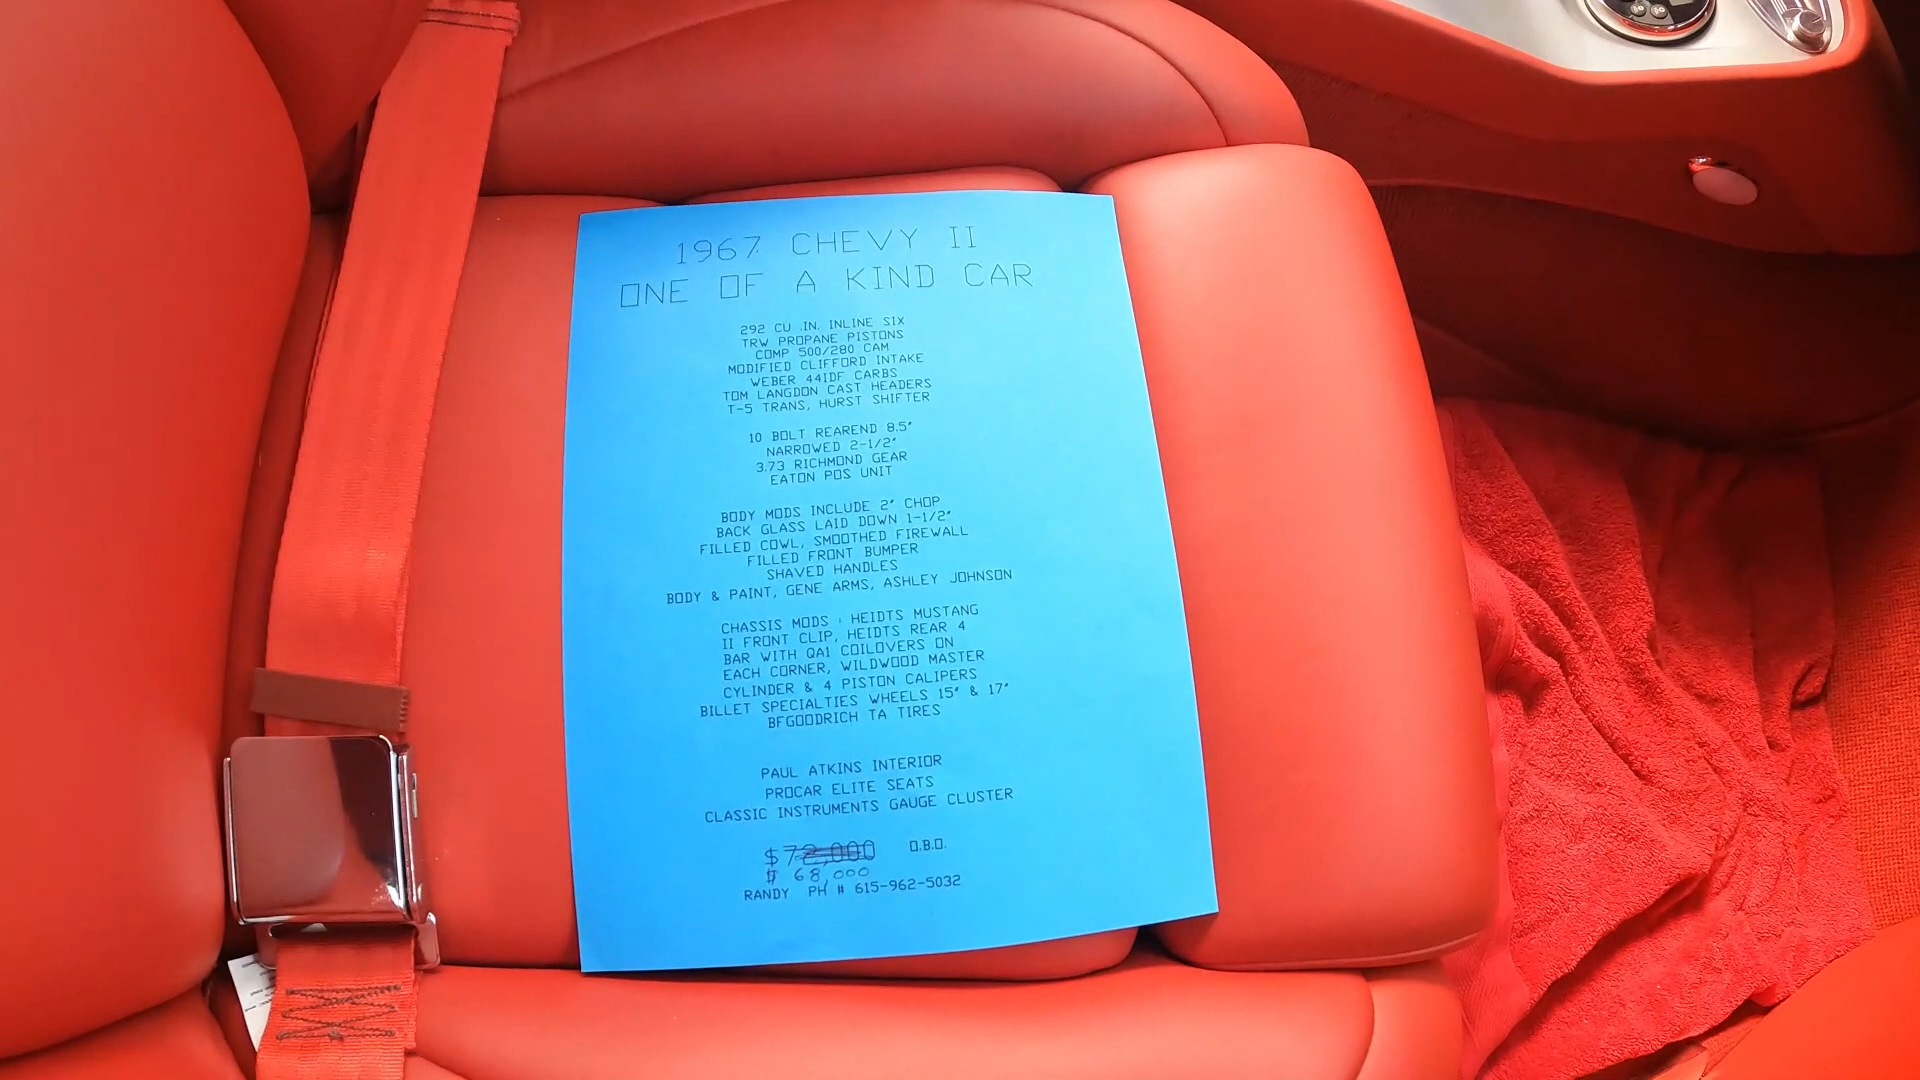 1967 CHEVY II
ONE OF A KIND CAR
292 CU .IN. INLINE SIX
TRW PROPANE PISTONS
COMP 500/280 CAM
MODIFIED CLIFFORD INTAKE
WEBER 44IDF CARBS
TOM LANGDON CAST HEADERS
T-5 TRANS, HURST SHIFTER
10 BOLT REAREND 8.5"
NARROWED 2-1/2"
3.73 RICHMOND GEAR
EATON POS UNIT
BODY MODS INCLUDE 2" CHOP
BACK GLASS LAID DOWN 1-1/2"
FILLED COWL, SMOOTHED FIREWALL
FILLED FRONT BUMPER
SHAVED HANDLES
BODY & PAINT, GENE ARMS, ASHLEY JOHNSON
CHASSIS MODS : HEIDTS MUSTANG
II FRONT CLIP, HEIDTS REAR 4
BAR WITH QA1 COILOVERS ON
EACH CORNER, WILDWOOD MASTER
CYLINDER & 4 PISTON CALIPERS
BILLET SPECIALTIES WHEELS 15" & 17"
BFGOODRICH TA TIRES
PAUL ATKINS INTERIOR
PROCAR ELITE SEATS
CLASSIC INSTRUMENTS GAUGE CLUSTER
$72,000 O.B.O.
$ 68,000
RANDY PH # 615-962-5032